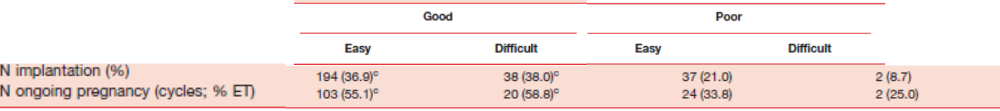 Good Poor
Easy Difficult Easy Difficult
N implantation (%) 194 (36.9)ᶜ 38 (38.0)ᶜ 37 (21.0) 2 (8.7)
N ongoing pregnancy (cycles; % ET) 103 (55.1)ᶜ 20 (58.8)ᶜ 24 (33.8) 2 (25.0)